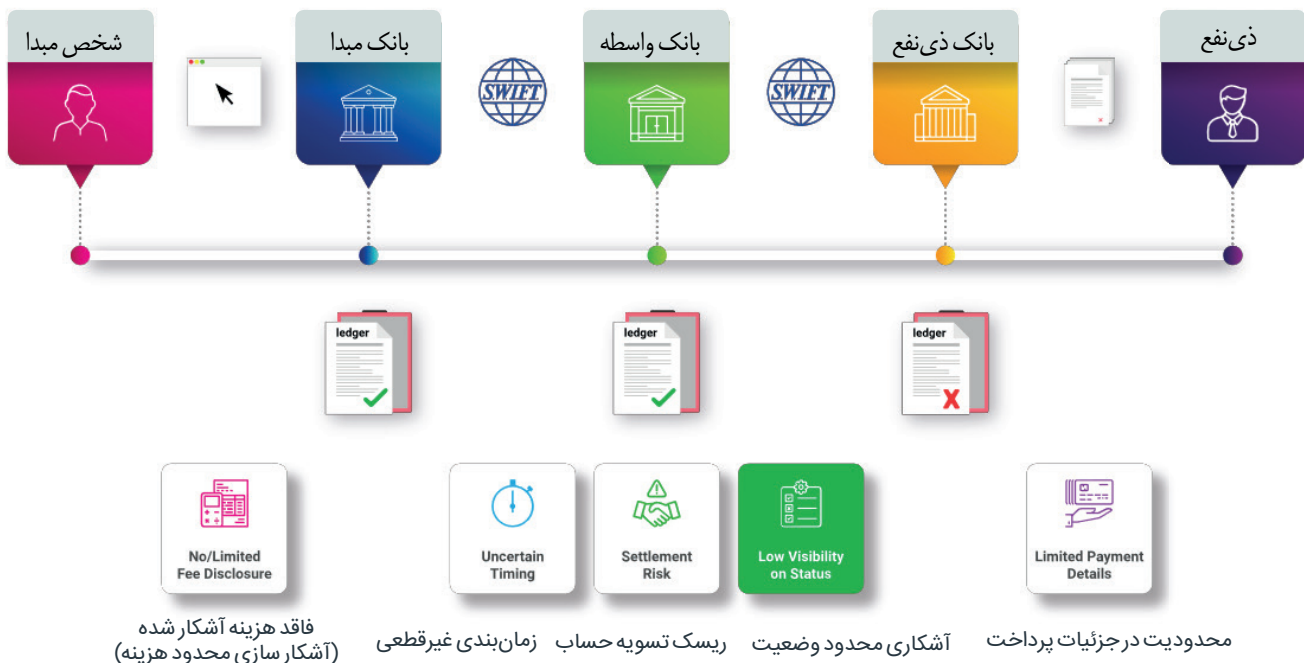 شخص مبدا
بانک مبدا
بانک واسطه
بانک ذی‌نفع
ذی‌نفع
SWIFT
SWIFT
ledger
ledger
ledger
No/Limited
Fee Disclosure
Uncertain
Timing
Settlement
Risk
Low Visibility
on Status
Limited Payment
Details
فاقد هزینه آشکار شده
(آشکار سازی محدود هزینه)
زمان‌بندی غیرقطعی
ریسک تسویه حساب
آشکاری محدود وضعیت
محدودیت در جزئیات پرداخت